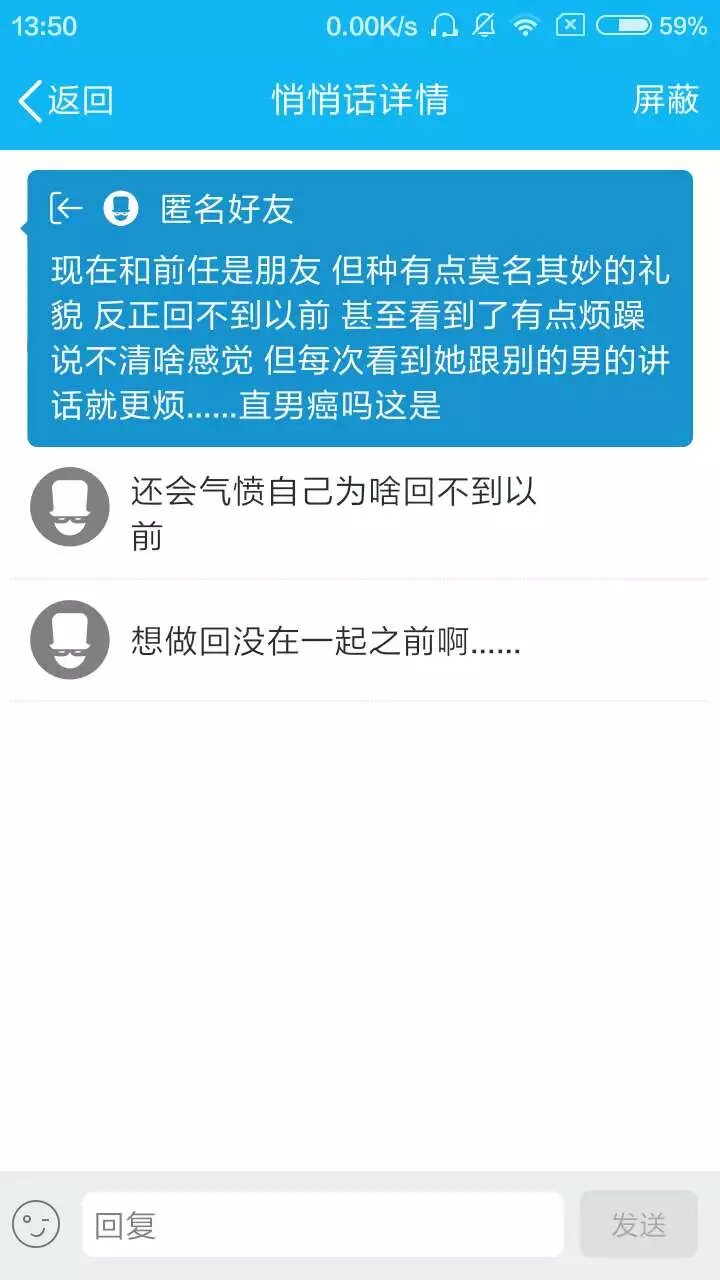 13:50 0.00K/s 59%
返回 悄悄话详情 屏蔽
匿名好友
现在和前任是朋友 但种有点莫名其妙的礼
貌 反正回不到以前 甚至看到了有点烦躁
说不清啥感觉 但每次看到她跟别的男的讲
话就更烦......直男癌吗这是
还会气愤自己为啥回不到以
前
想做回没在一起之前啊......
回复 发送